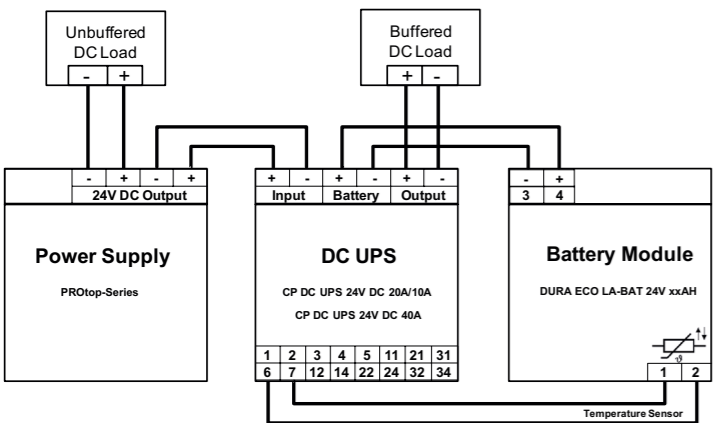 Unbuffered
DC Load
- +
Buffered
DC Load
+ -
- + - +
24V DC Output
Power Supply
PROtop-Series
+ - + - + -
Input Battery Output
DC UPS
CP DC UPS 24V DC 20A/10A
CP DC UPS 24V DC 40A
1 2 3 4 5 11 21 31
6 7 12 14 22 24 32 34
- +
3 4
Battery Module
DURA ECO LA-BAT 24V xxAH
ϑ
1 2
Temperature Sensor